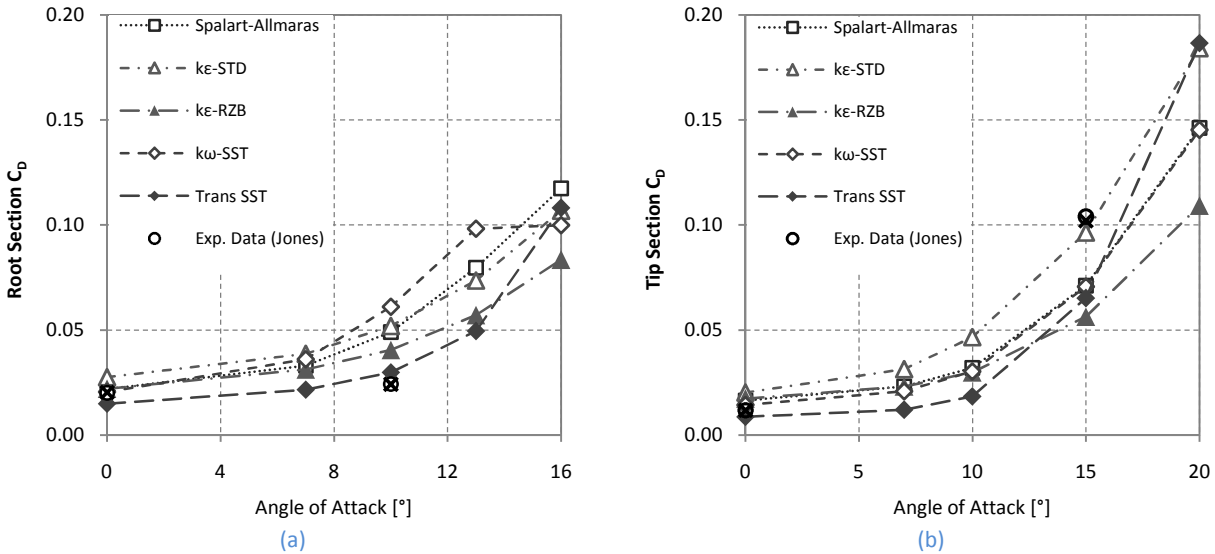 0.20
0.15
0.10
0.05
0.00
Root Section C_D
Spalart-Allmaras
kε-STD
kε-RZB
kω-SST
Trans SST
Exp. Data (Jones)
0 4 8 12 16
Angle of Attack [°]
(a)
0.20
0.15
0.10
0.05
0.00
Tip Section C_D
Spalart-Allmaras
kε-STD
kε-RZB
kω-SST
Trans SST
Exp. Data (Jones)
0 5 10 15 20
Angle of Attack [°]
(b)